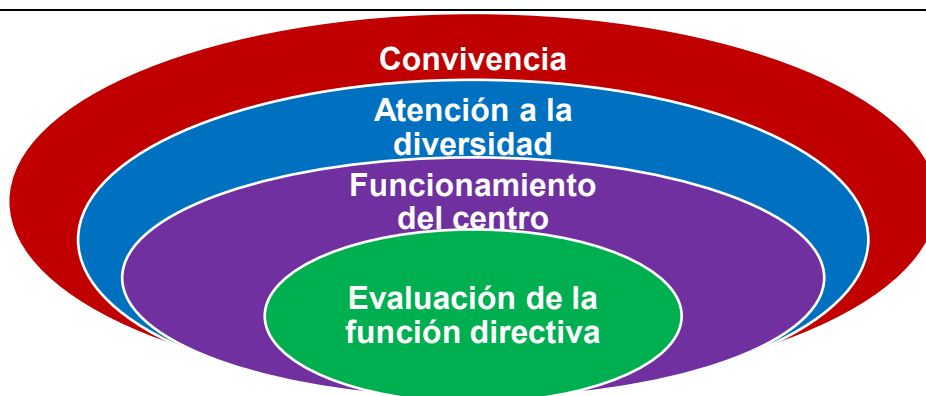 Convivencia
Atención a la
diversidad
Funcionamiento
del centro
Evaluación de la
función directiva